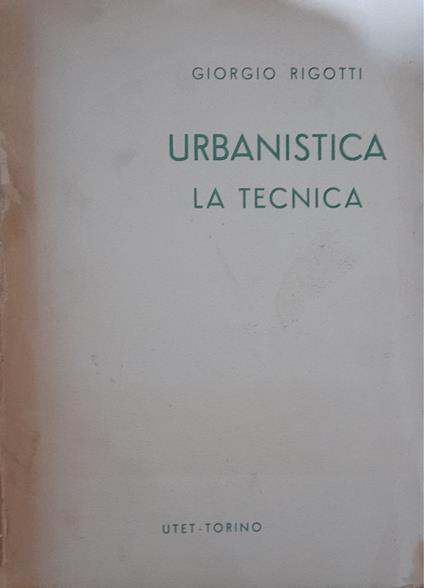 GIORGIO RIGOTTI
URBANISTICA
LA TECNICA
UTET-TORINO